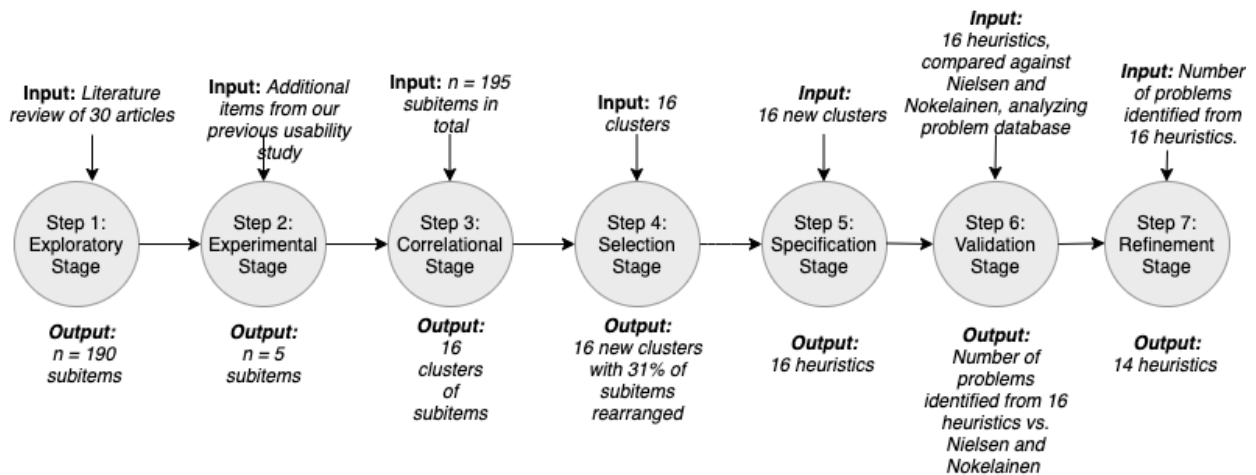 Input: Literature
review of 30 articles
Input: Additional
items from our
previous usability
study
Input: n = 195
subitems in
total
Input: 16
clusters
Input:
16 new clusters
Input:
16 heuristics,
compared against
Nielsen and
Nokelainen, analyzing
problem database
Input: Number
of problems
identified from
16 heuristics.
Step 1:
Exploratory
Stage
Step 2:
Experimental
Stage
Step 3:
Correlational
Stage
Step 4:
Selection
Stage
Step 5:
Specification
Stage
Step 6:
Validation
Stage
Step 7:
Refinement
Stage
Output:
n = 190
subitems
Output:
n = 5
subitems
Output:
16
clusters
of
subitems
Output:
16 new clusters
with 31% of
subitems
rearranged
Output:
16 heuristics
Output:
Number of
problems
identified from 16
heuristics vs.
Nielsen and
Nokelainen
Output:
14 heuristics